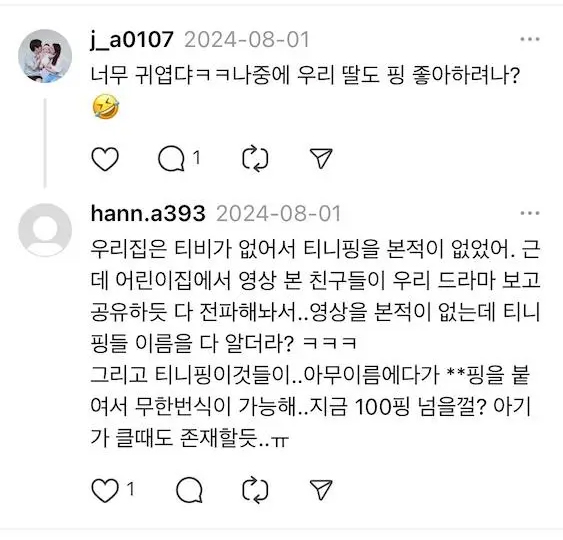 j_a0107 2024-08-01
너무 귀엽댜ㅋㅋ나중에 우리 딸도 핑 좋아하려나?
🤣
1
hann.a393 2024-08-01
우리집은 티비가 없어서 티니핑을 본적이 없었어. 근
데 어린이집에서 영상 본 친구들이 우리 드라마 보고
공유하듯 다 전파해놔서..영상을 본적이 없는데 티니
핑들 이름을 다 알더라? ㅋㅋㅋ
그리고 티니핑이것들이..아무이름에다가 **핑을 붙
여서 무한번식이 가능해..지금 100핑 넘을껄? 아기
가 클때도 존재할듯..ㅠ
1